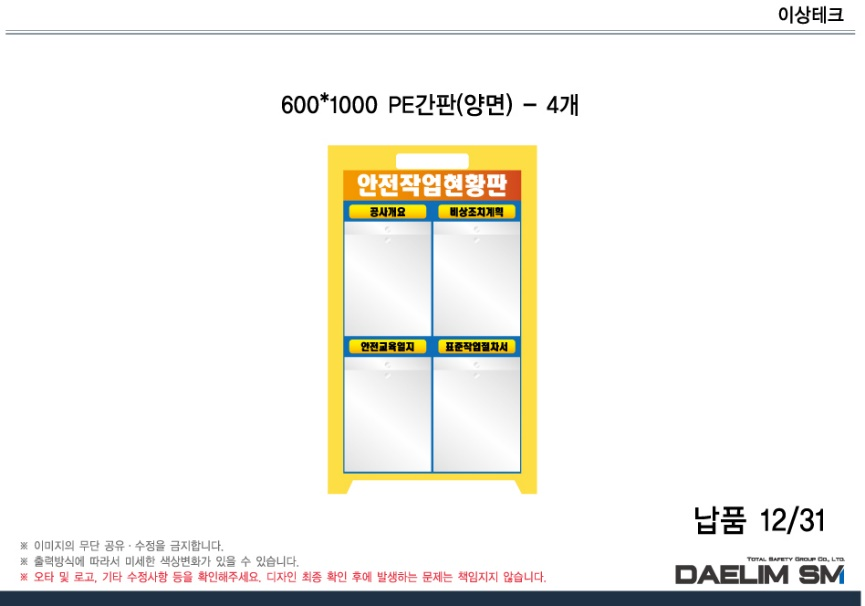 이상테크
600*1000 PE간판(양면) - 4개
안전작업현황판
공사개요 비상조치계획
안전교육일지 표준작업절차서
납품 12/31
※ 이미지의 무단 공유·수정을 금지합니다.
※ 출력방식에 따라서 미세한 색상변화가 있을 수 있습니다.
※ 오타 및 로고, 기타 수정사항 등을 확인해주세요. 디자인 최종 확인 후에 발생하는 문제는 책임지지 않습니다.
TOTAL SAFETY GROUP CO., LTD.
DAELIM SM